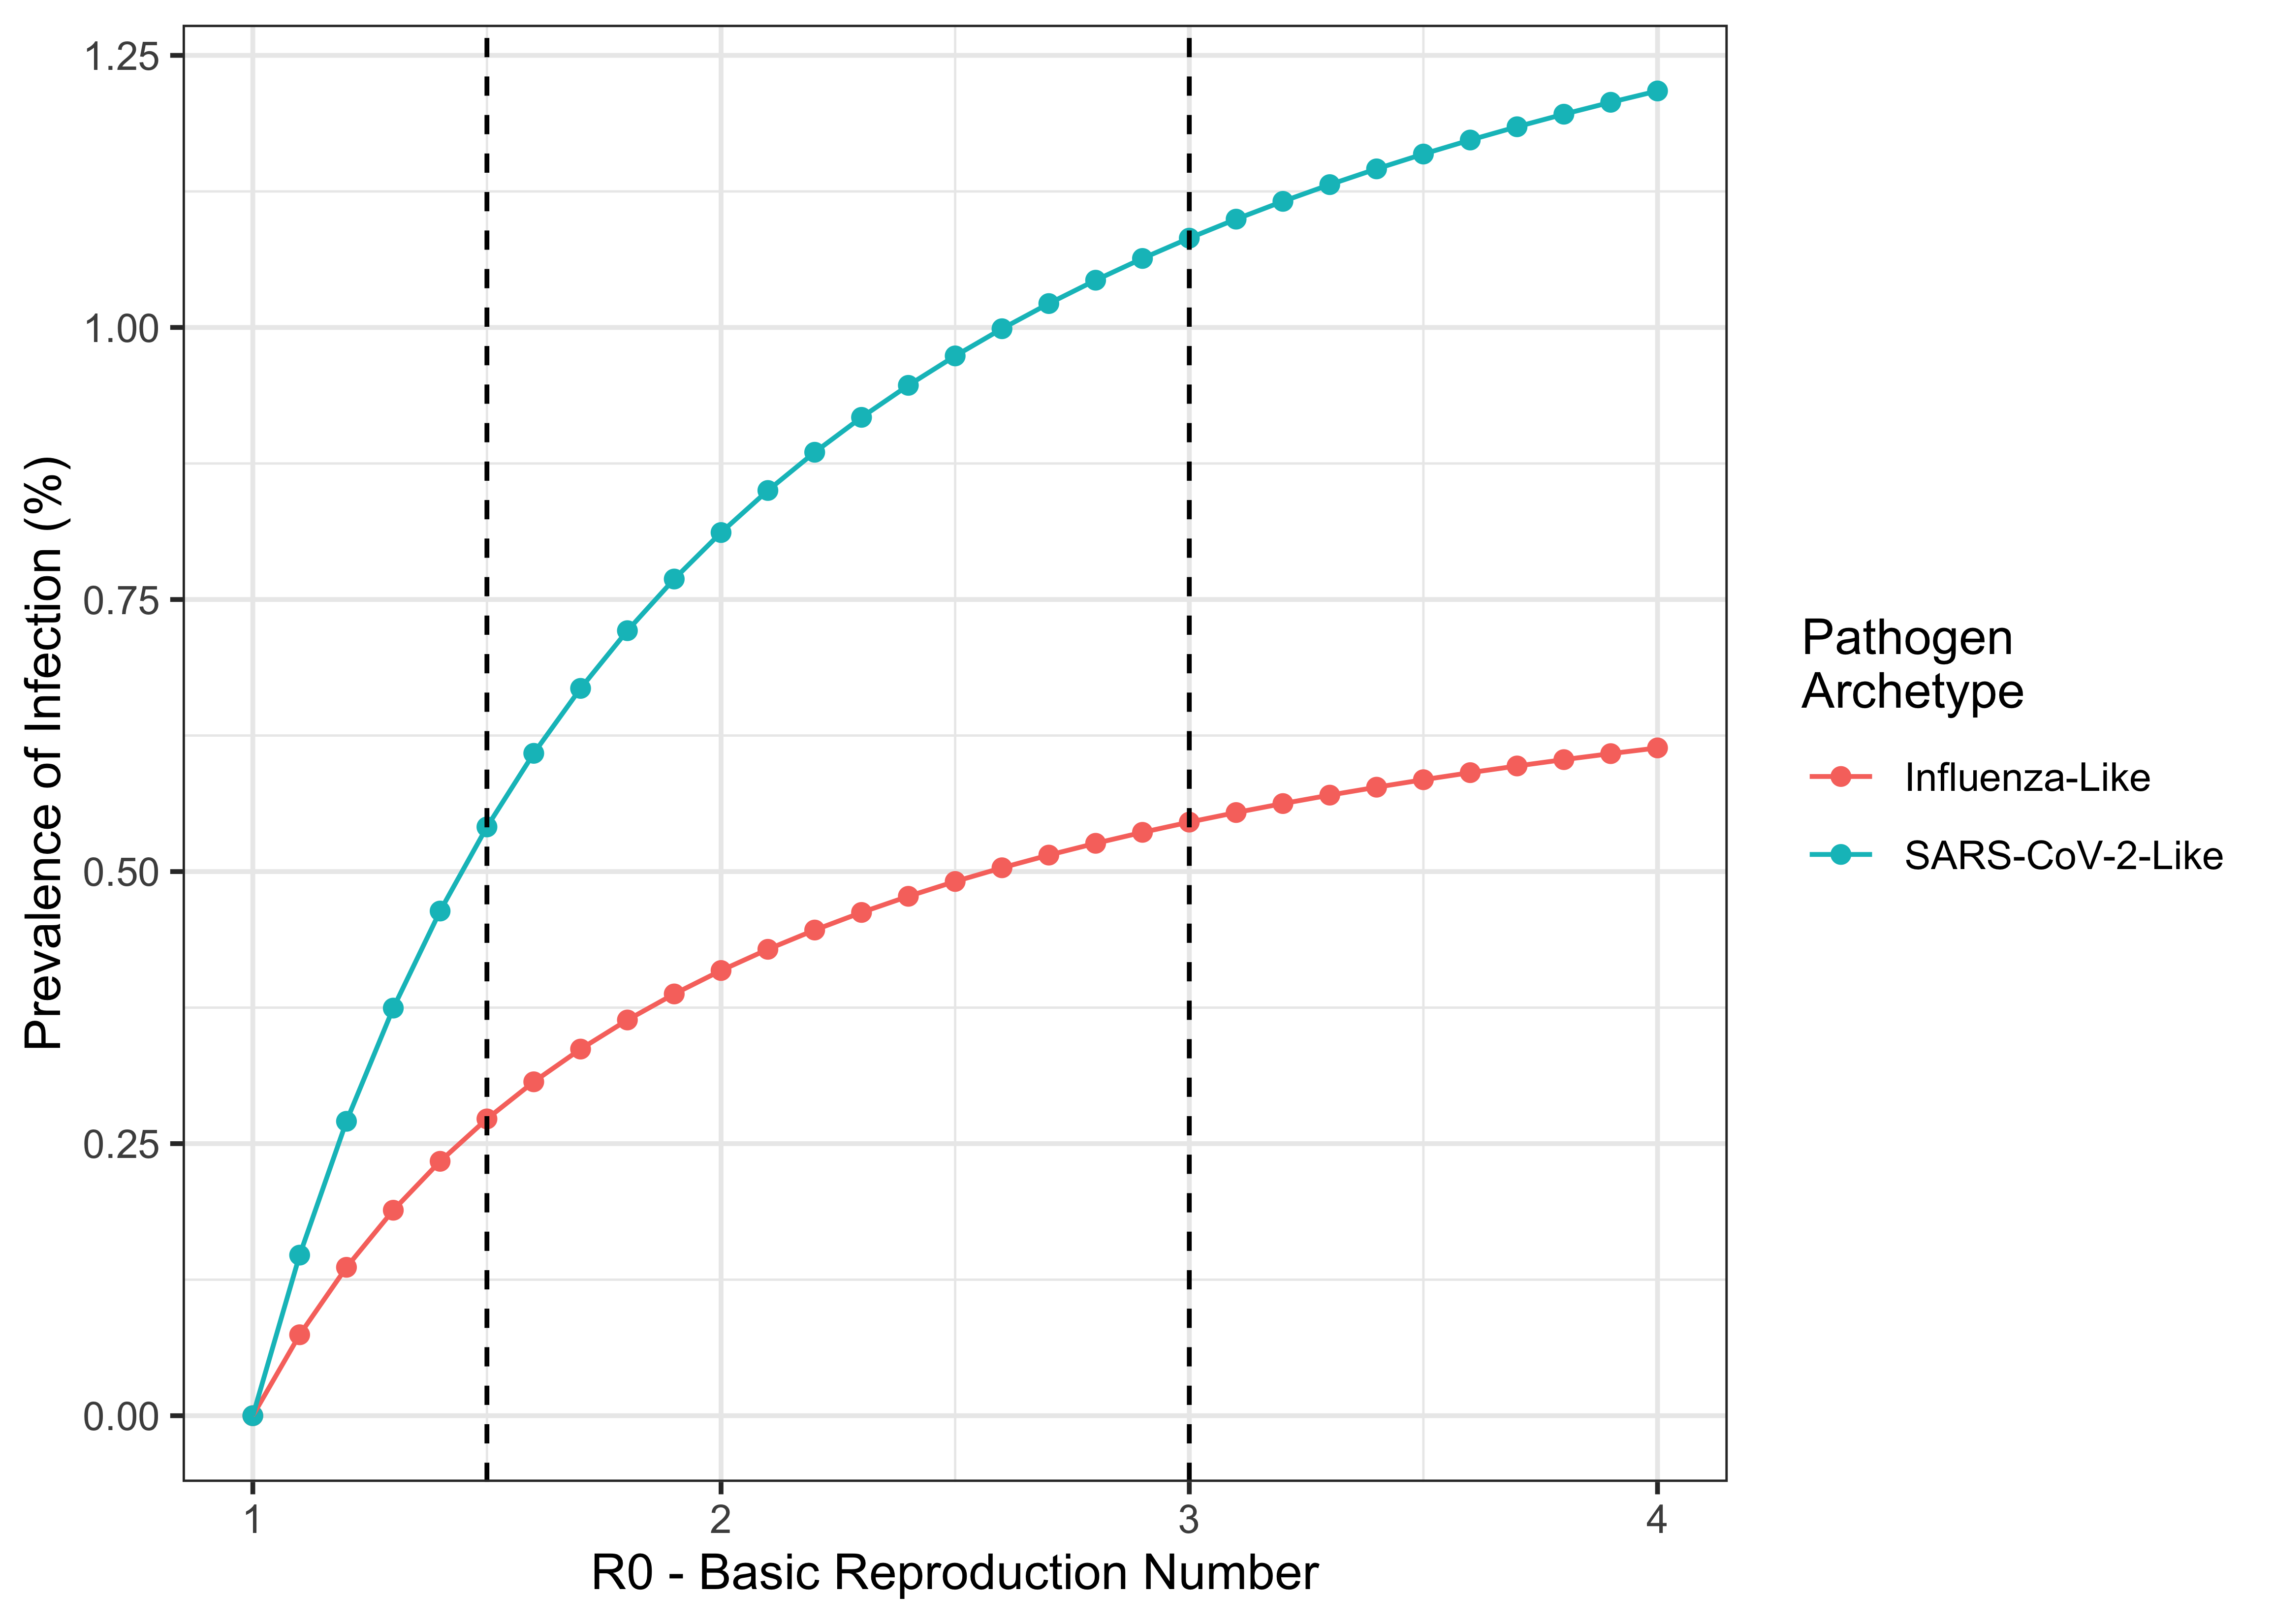 1.25
1.00
0.75
0.50
0.25
0.00
Prevalence of Infection (%)
1 2 3 4
R0 - Basic Reproduction Number
Pathogen
Archetype
Influenza-Like
SARS-CoV-2-Like